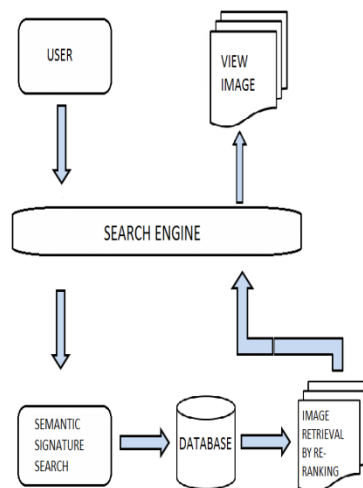 USER
VIEW
IMAGE
SEARCH ENGINE
SEMANTIC
SIGNATURE
SEARCH
DATABASE
IMAGE
RETRIEVAL
BY RE-
RANKING